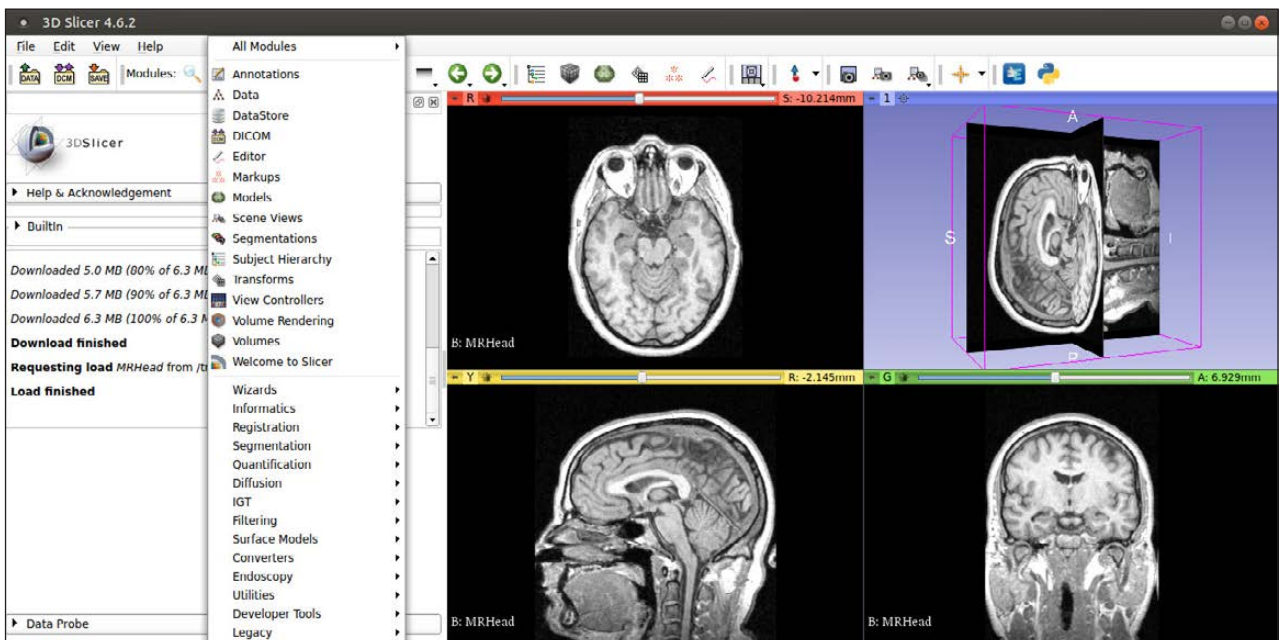 3D Slicer 4.6.2
File Edit View Help
DATA DCM SAVE Modules:
All Modules
Annotations
Data
DataStore
DICOM
Editor
Markups
Models
Scene Views
Segmentations
Subject Hierarchy
Transforms
View Controllers
Volume Rendering
Volumes
Welcome to Slicer
Wizards
Informatics
Registration
Segmentation
Quantification
Diffusion
IGT
Filtering
Surface Models
Converters
Endoscopy
Utilities
Developer Tools
Legacy
3DSlicer
Help & Acknowledgement
BuiltIn
Downloaded 5.0 MB (80% of 6.3 M
Downloaded 5.7 MB (90% of 6.3 M
Downloaded 6.3 MB (100% of 6.3 M
Download finished
Requesting load MRHead from /t
Load finished
Data Probe
R S: -10.214mm
B: MRHead
1
A
S
I
P
Y R: -2.145mm
B: MRHead
G A: 6.929mm
B: MRHead